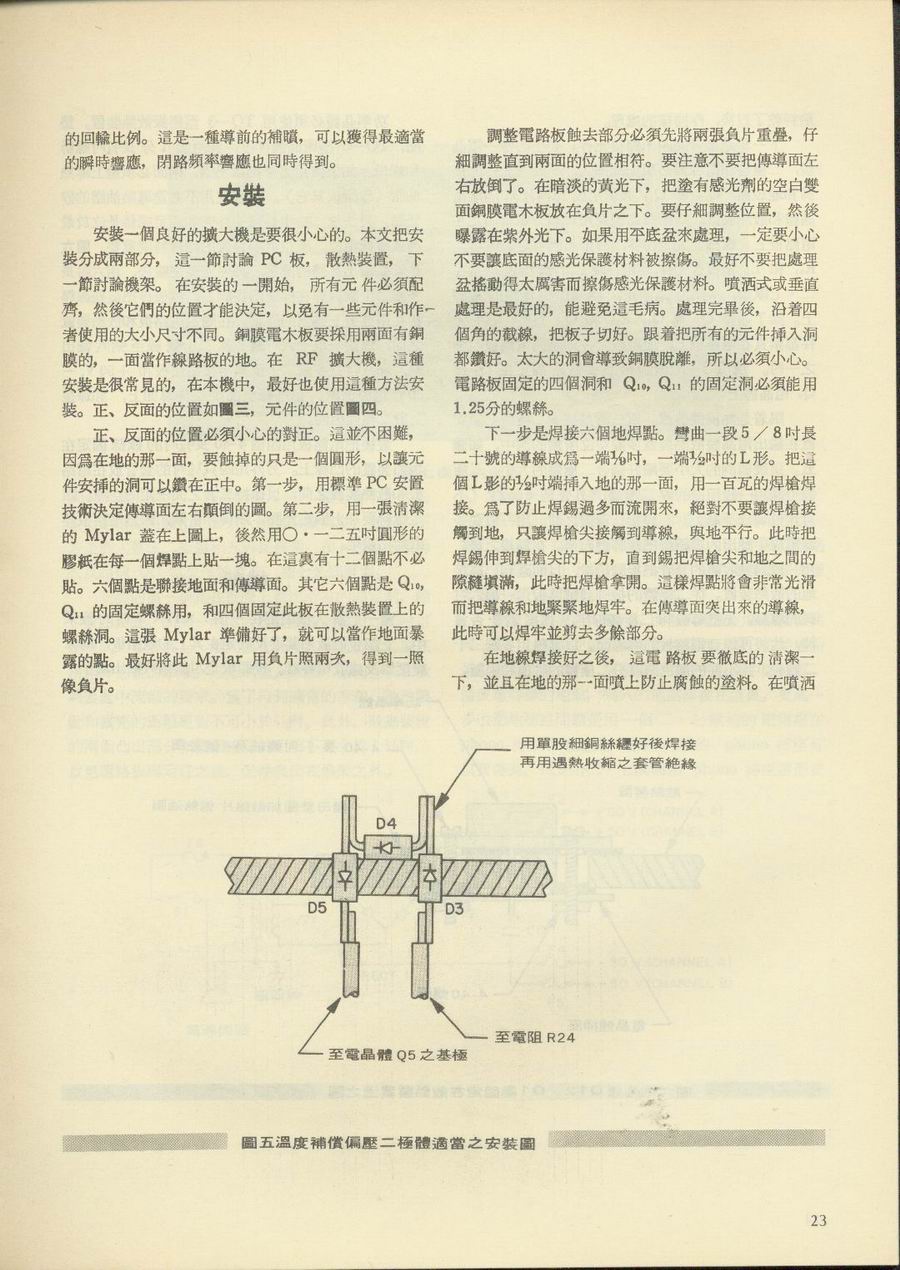 的回輸比例。這是一種導前的補嚝，可以獲得最適當
的瞬時響應，閉路頻率響應也同時得到。
安裝
安裝一個良好的擴大機是要很小心的。本文把安
裝分成兩部分，這一節討論 PC 板，散熱裝置，下
一節討論機架。在安裝的一開始，所有元件必須配
齊，然後它們的位置才能決定，以免有一些元件和作
者使用的大小尺寸不同。銅膜電木板要採用兩面有銅
膜的，一面當作線路板的地。在 RF 擴大機，這種
安裝是很常見的，在本機中，最好也使用這種方法安
裝。正、反面的位置如圖三，元件的位置圖四。
正、反面的位置必須小心的對正。這並不困難，
因爲在地的那一面，要蝕掉的只是一個圓形，以讓元
件安挿的洞可以鑽在正中。第一步，用標準 PC 安置
技術決定傳導面左右顚倒的圖。第二步，用一張淸潔
的 Mylar 蓋在上圖上，後然用〇・一二五吋圓形的
膠紙在每一個焊點上貼一塊。在這裏有十二個點不必
貼。六個點是聯接地面和傳導面。其它六個點是 Q₁₀,
Q₁₁ 的固定螺絲用，和四個固定此板在散熱裝置上的
螺絲洞。這張 Mylar 準備好了，就可以當作地面暴
露的點。最好將此 Mylar 用負片照兩次，得到一照
像負片。
調整電路板蝕去部分必須先將兩張負片重疊，仔
細調整直到兩面的位置相符。要注意不要把傳導面左
右放倒了。在暗淡的黃光下，把塗有感光劑的空白雙
面銅膜電木板放在負片之下。要仔細調整位置，然後
曝露在紫外光下。如果用平底盆來處理，一定要小心
不要讓底面的感光保護材料被擦傷。最好不要把處理
盆搖動得太厲害而擦傷感光保護材料。噴洒式或垂直
處理是最好的，能避免這毛病。處理完畢後，沿着四
個角的截線，把板子切好。跟着把所有的元件挿入洞
都鑽好。太大的洞會導致銅膜脫離，所以必須小心。
電路板固定的四個洞和 Q₁₀, Q₁₁ 的固定洞必須能用
1.25分的螺絲。
下一步是焊接六個地焊點。彎曲一段 5 ／ 8 吋長
二十號的導線成爲一端⅛吋，一端½吋的 L 形。把這
個 L 影的½吋端挿入地的那一面，用一百瓦的焊槍焊
接。爲了防止焊錫過多而流開來，絕對不要讓焊槍接
觸到地，只讓焊槍尖接觸到導線，與地平行。此時把
焊錫伸到焊槍尖的下方，直到錫把焊槍尖和地之間的
隙縫塡滿，此時把焊槍拿開。這樣焊點將會非常光滑
而把導線和地緊緊地焊牢。在傳導面突出來的導線，
此時可以焊牢並剪去多餘部分。
在地線焊接好之後，這電路板要徹底的淸潔一
下，並且在地的那一面噴上防止腐蝕的塗料。在噴洒
用單股細銅絲纒好後焊接
再用遇熱收縮之套管絶緣
D4
D5
D3
至電阻 R24
至電晶體 Q5 之基極
圖五溫度補償偏壓二極體適當之安裝圖
23